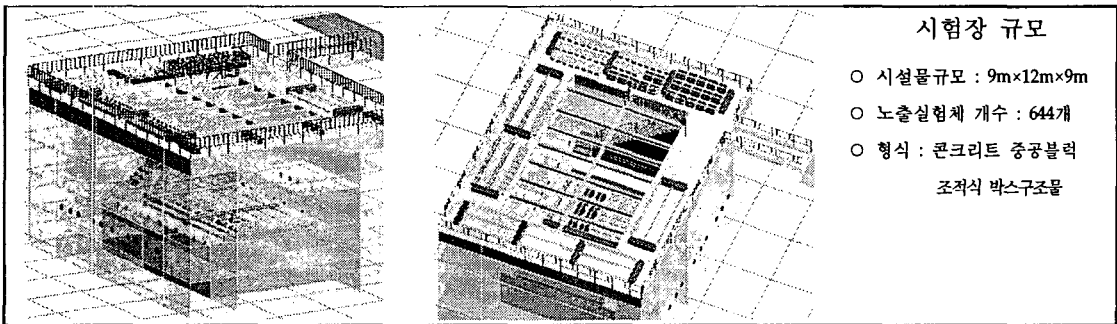 시험장 규모
○ 시설물규모 : 9m×12m×9m
○ 노출실험체 개수 : 644개
○ 형식 : 콘크리트 중공블럭
조적식 박스구조물